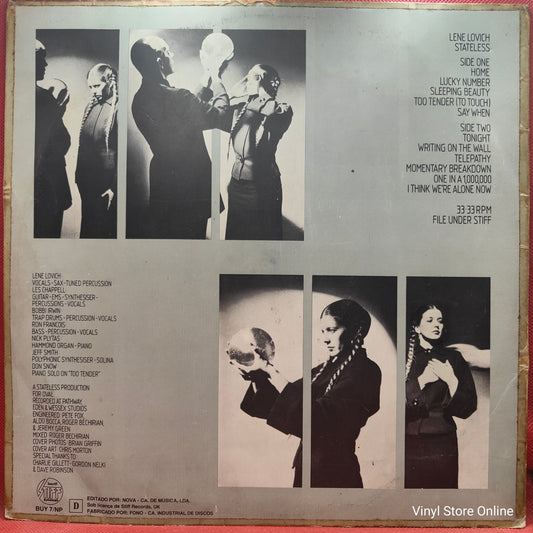 LENE LOVICH
STATELESS
SIDE ONE
HOME
LUCKY NUMBER
SLEEPING BEAUTY
TOO TENDER (TO TOUCH)
SAY WHEN
SIDE TWO
TONIGHT
WRITING ON THE WALL
TELEPATHY
MOMENTARY BREAKDOWN
ONE IN A 1,000,000
I THINK WE'RE ALONE NOW
33·33 RPM
FILE UNDER STIFF
LENE LOVICH
VOCALS-SAX-TUNED PERCUSSION
LES CHAPPELL
GUITAR-EMS-SYNTHESISER-
PERCUSSIONS-VOCALS
BOBBI IRWIN
TRAP DRUMS-PERCUSSION-VOCALS
RON FRANCOIS
BASS-PERCUSSION-VOCALS
NICK PLYTAS
HAMMOND ORGAN-PIANO
JEFF SMITH
POLYPHONIC SYNTHESISER-SOLINA
DON SNOW
PIANO SOLO ON "TOO TENDER"
A STATELESS PRODUCTION
FOR OVAL
RECORDED AT PATHWAY,
EDEN & WESSEX STUDIOS
ENGINEERED: PETE FOX,
ALDO BOCCA, ROGER BECHIRIAN,
& JEREMY GREEN
MIXED: ROGER BECHIRIAN
COVER PHOTOS: BRIAN GRIFFIN
COVER ART: CHRIS MORTON
SPECIAL THANKS TO
CHARLIE GILLETT-GORDON NELKI
& DAVE ROBINSON
STIFF
BUY 7/NP
D
EDITADO POR: NOVA - CA. DE MÚSICA, LDA.
Sob licença de Stiff Records, UK
FABRICADO POR: FONO - CA. INDUSTRIAL DE DISCOS
Vinyl Store Online